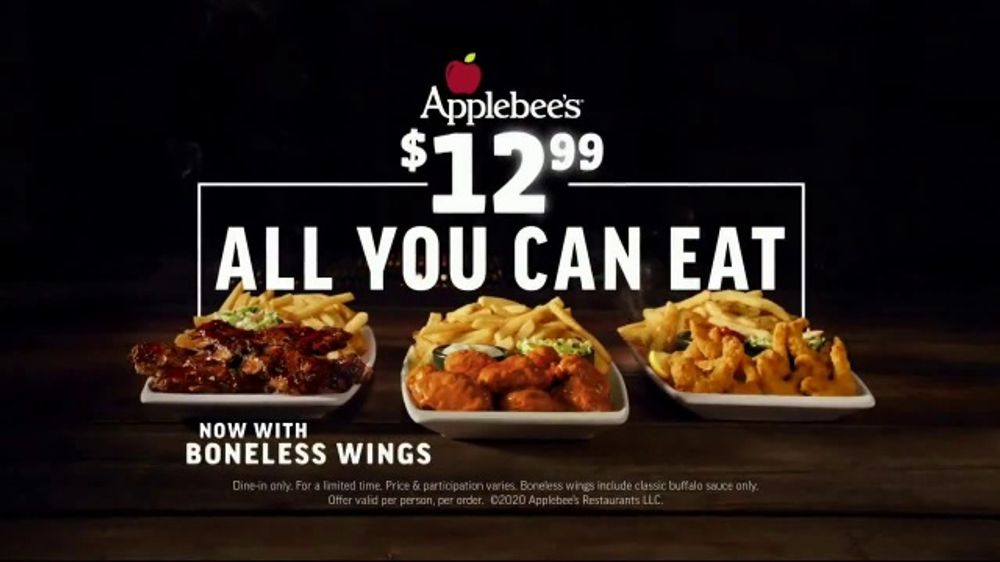 Applebee's
$12.99
ALL YOU CAN EAT
NOW WITH
BONELESS WINGS
Dine-in only. For a limited time. Price & participation varies. Boneless wings include classic buffalo sauce only.
Offer valid per person, per order. ©2020 Applebee's Restaurants LLC.